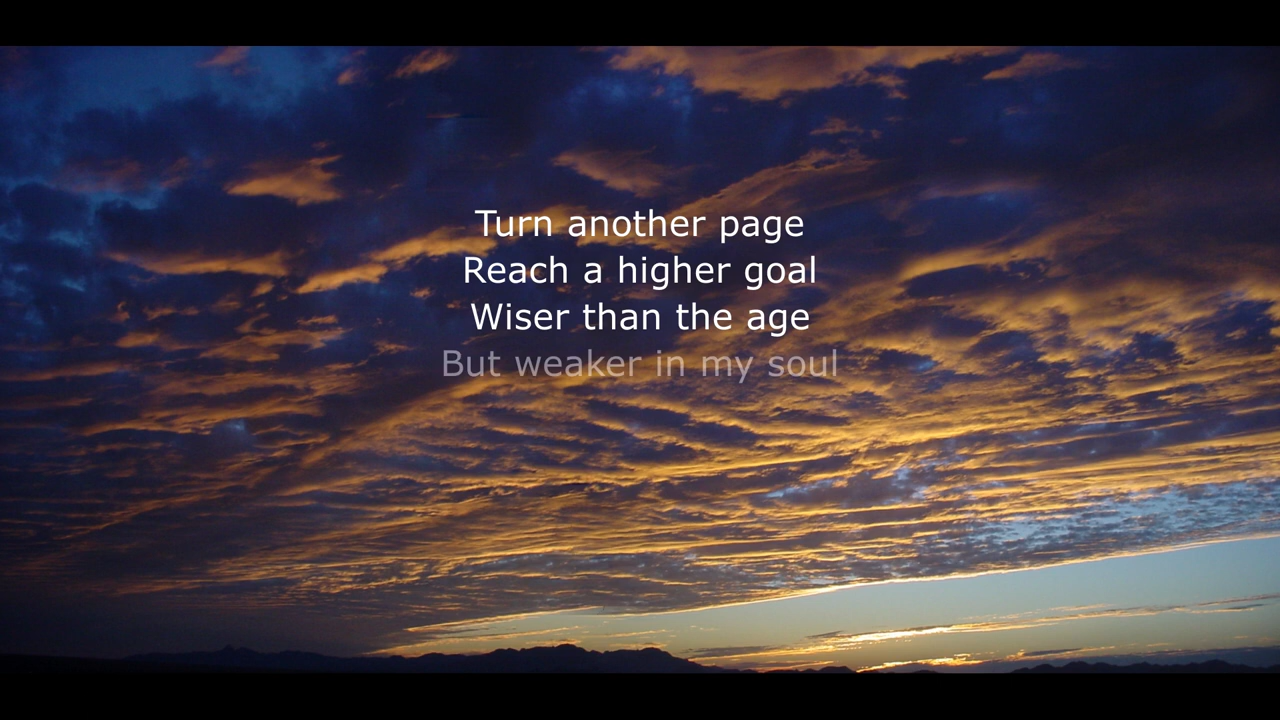 Turn another page
Reach a higher goal
Wiser than the age
But weaker in my soul